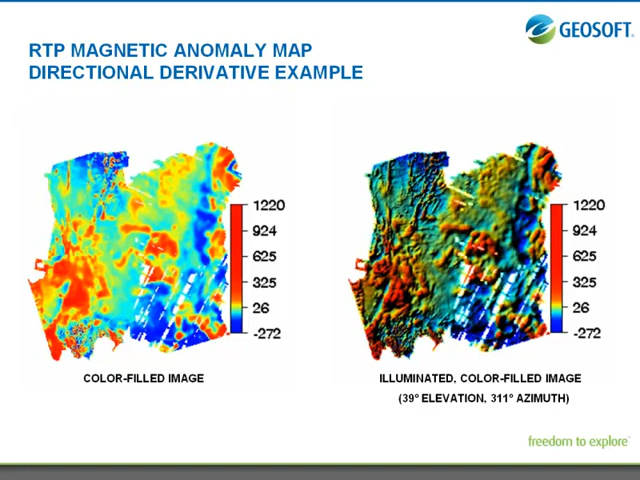 GEOSOFT
RTP MAGNETIC ANOMALY MAP
DIRECTIONAL DERIVATIVE EXAMPLE
1220
924
625
325
26
-272
1220
924
625
325
26
-272
COLOR-FILLED IMAGE
ILLUMINATED, COLOR-FILLED IMAGE
(39° ELEVATION, 311° AZIMUTH)
freedom to explore